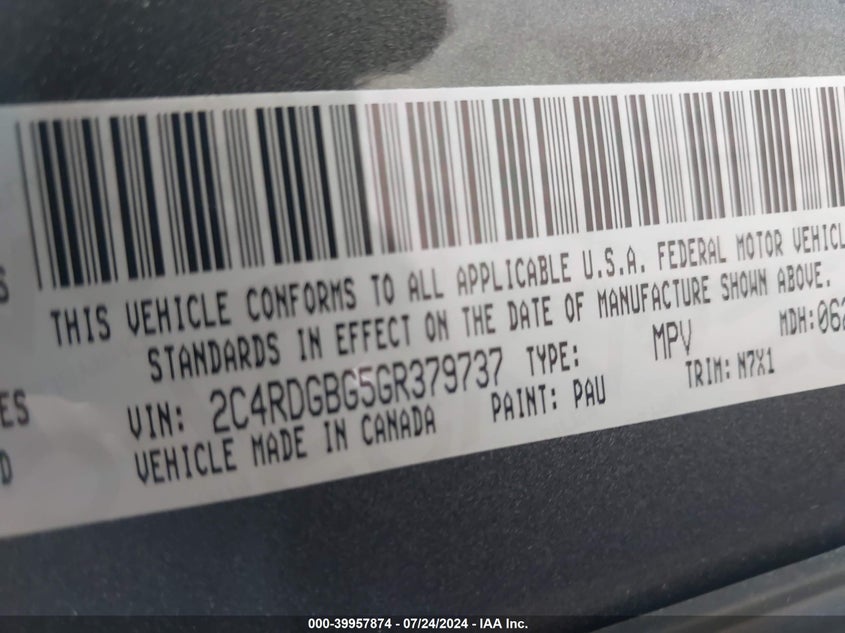 THIS VEHICLE CONFORMS TO ALL APPLICABLE U.S.A. FEDERAL MOTOR VEHICL
STANDARDS IN EFFECT ON THE DATE OF MANUFACTURE SHOWN ABOVE.
VIN: 2C4RDGBG5GR379737 TYPE: MPV MDH:062
ES
VEHICLE MADE IN CANADA PAINT: PAU TRIM: N7X1
D
000-39957874 / 07/24/2024 - IAA Inc.